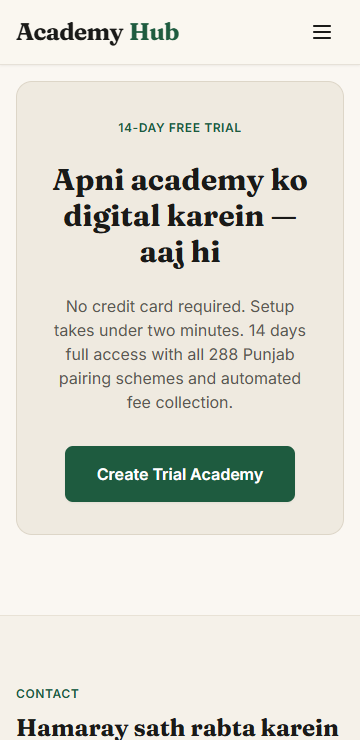 Academy Hub
14-DAY FREE TRIAL
Apni academy ko
digital karein —
aaj hi
No credit card required. Setup
takes under two minutes. 14 days
full access with all 288 Punjab
pairing schemes and automated
fee collection.
Create Trial Academy
CONTACT
Hamaray sath rabta karein